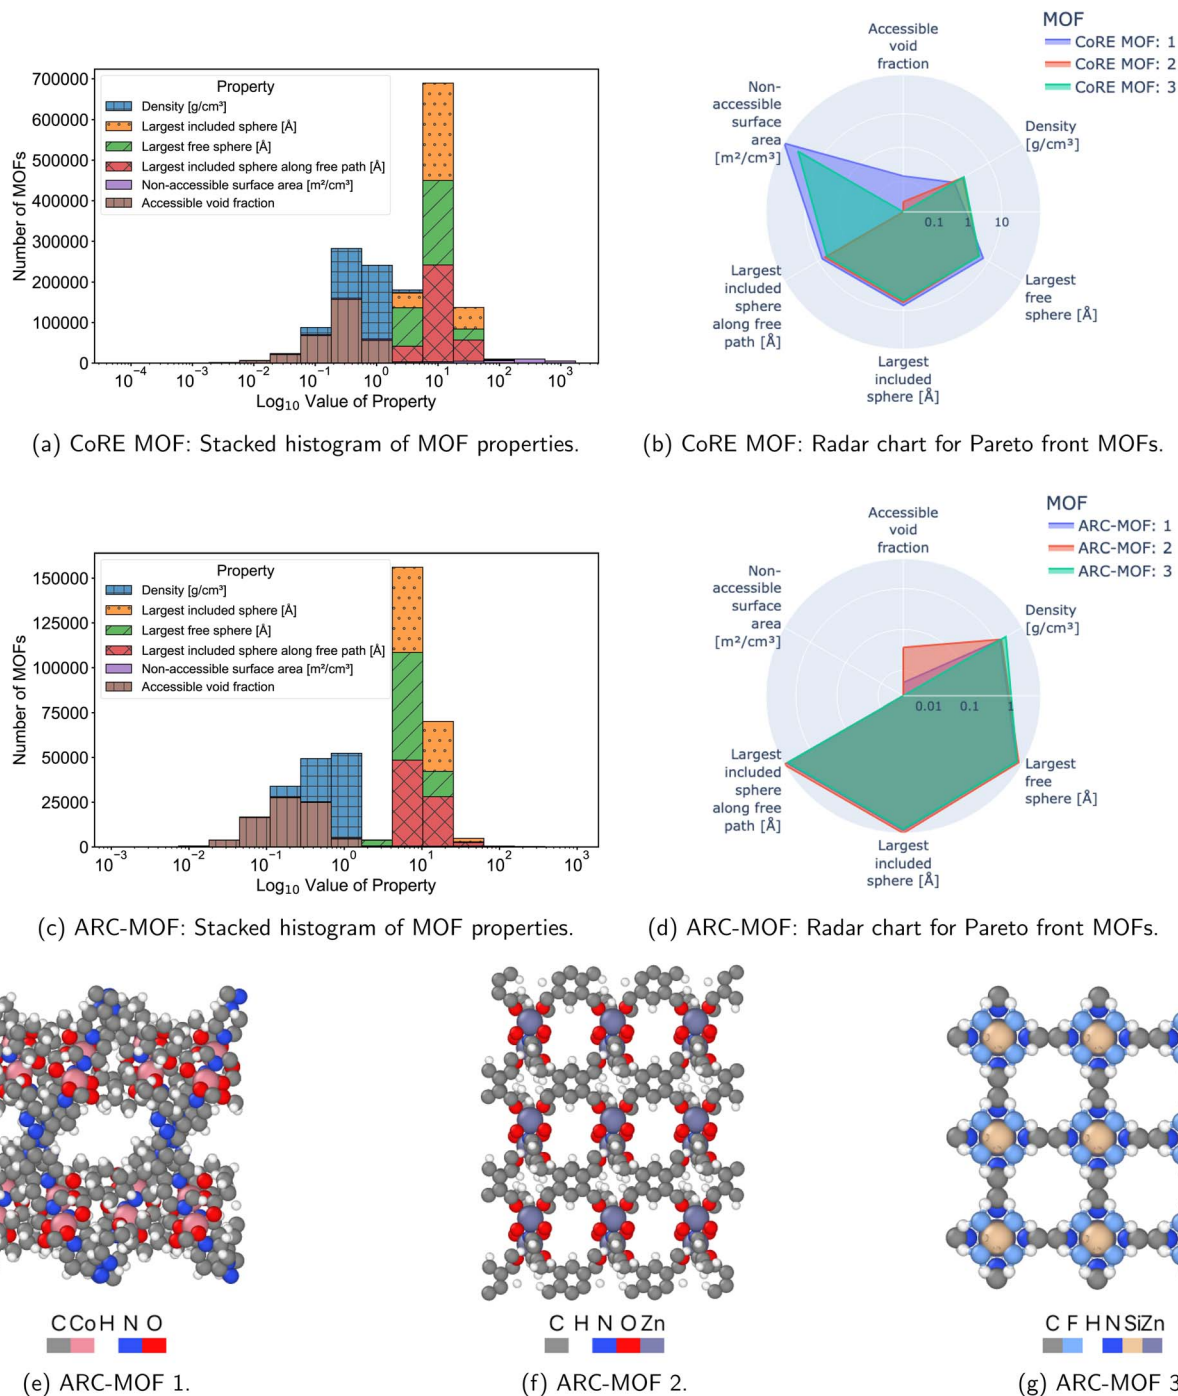 700000
600000
500000
400000
300000
200000
100000
0
Number of MOFs
Property
Density [g/cm³]
Largest included sphere [Å]
Largest free sphere [Å]
Largest included sphere along free path [Å]
Non-accessible surface area [m²/cm³]
Accessible void fraction
10⁻⁴ 10⁻³ 10⁻² 10⁻¹ 10⁰ 10¹ 10² 10³
Log₁₀ Value of Property
(a) CoRE MOF: Stacked histogram of MOF properties.
MOF
CoRE MOF: 1
CoRE MOF: 2
CoRE MOF: 3
Accessible
void
fraction
Non-
accessible
surface
area
[m²/cm³]
Density
[g/cm³]
0.1 1 10
Largest
included
sphere
along free
path [Å]
Largest
free
sphere [Å]
Largest
included
sphere [Å]
(b) CoRE MOF: Radar chart for Pareto front MOFs.
150000
125000
100000
75000
50000
25000
0
Number of MOFs
Property
Density [g/cm³]
Largest included sphere [Å]
Largest free sphere [Å]
Largest included sphere along free path [Å]
Non-accessible surface area [m²/cm³]
Accessible void fraction
10⁻³ 10⁻² 10⁻¹ 10⁰ 10¹ 10² 10³
Log₁₀ Value of Property
(c) ARC-MOF: Stacked histogram of MOF properties.
MOF
ARC-MOF: 1
ARC-MOF: 2
ARC-MOF: 3
Accessible
void
fraction
Non-
accessible
surface
area
[m²/cm³]
Density
[g/cm³]
0.01 0.1 1
Largest
included
sphere
along free
path [Å]
Largest
free
sphere [Å]
Largest
included
sphere [Å]
(d) ARC-MOF: Radar chart for Pareto front MOFs.
C Co H N O
(e) ARC-MOF 1.
C H N O Zn
(f) ARC-MOF 2.
C F H N Si Zn
(g) ARC-MOF 3